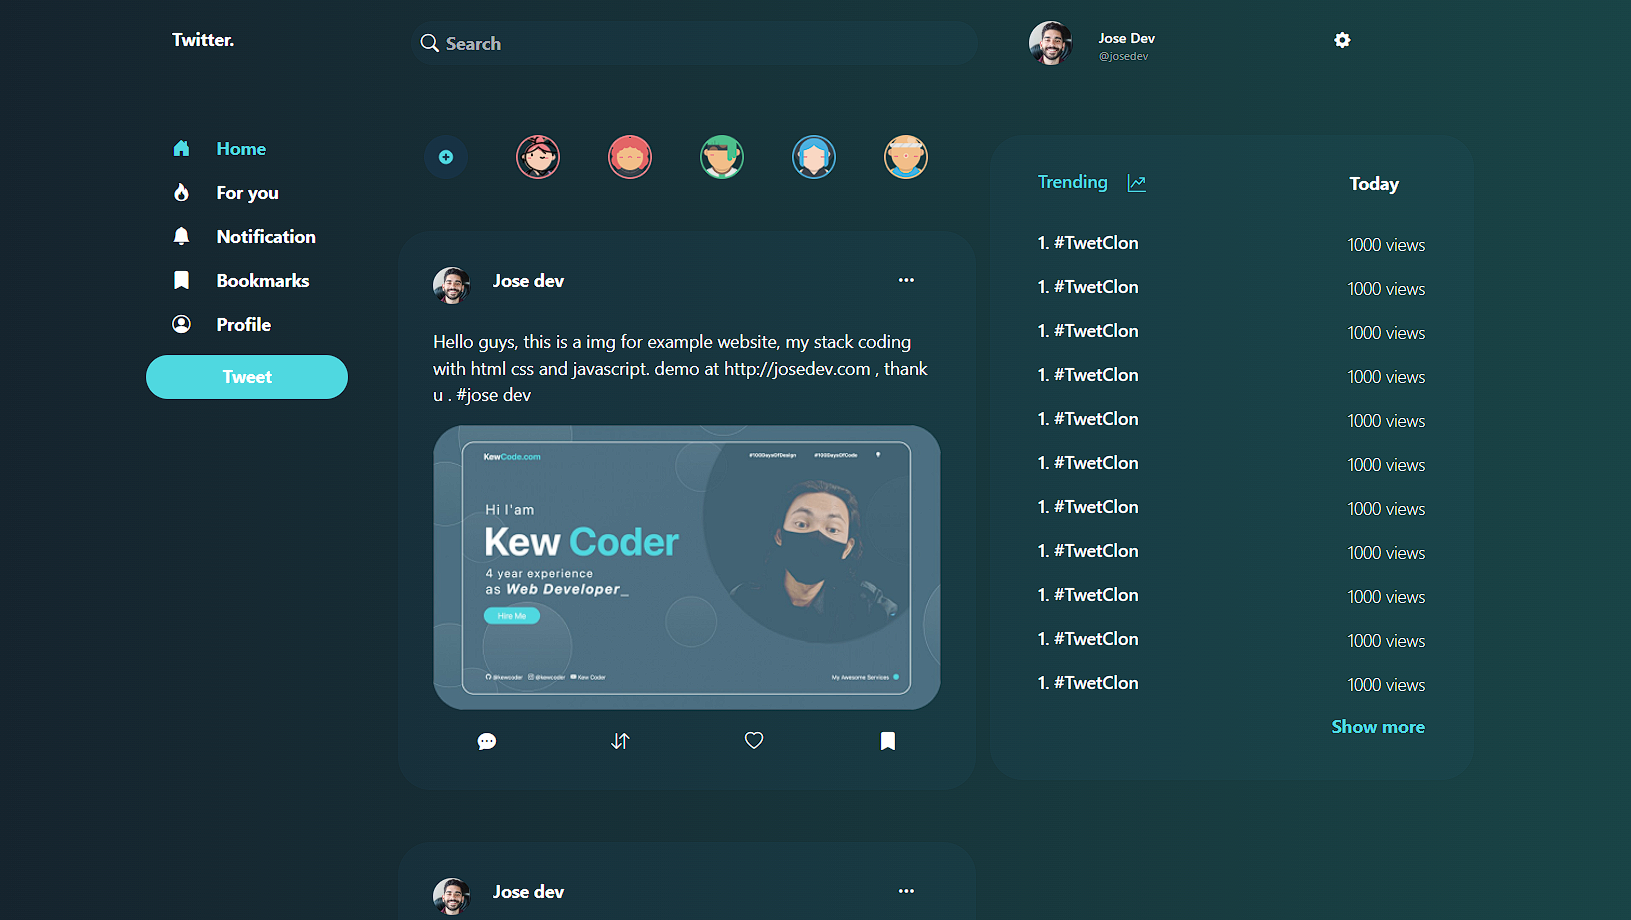 Twitter.
Search
Jose Dev
@josedev
Home
For you
Notification
Bookmarks
Profile
Tweet
Jose dev
Hello guys, this is a img for example website, my stack coding
with html css and javascript. demo at http://josedev.com , thank
u . #jose dev
KewCode.com
#100DaysOfDesign
#100DaysOfCode
Hi I'am
Kew Coder
4 year experience
as Web Developer_
Hire Me
@kewcoder
@kewcoder
Kew Coder
My Awesome Services
Jose dev
Trending
Today
1. #TwetClon 1000 views
1. #TwetClon 1000 views
1. #TwetClon 1000 views
1. #TwetClon 1000 views
1. #TwetClon 1000 views
1. #TwetClon 1000 views
1. #TwetClon 1000 views
1. #TwetClon 1000 views
1. #TwetClon 1000 views
1. #TwetClon 1000 views
1. #TwetClon 1000 views
Show more